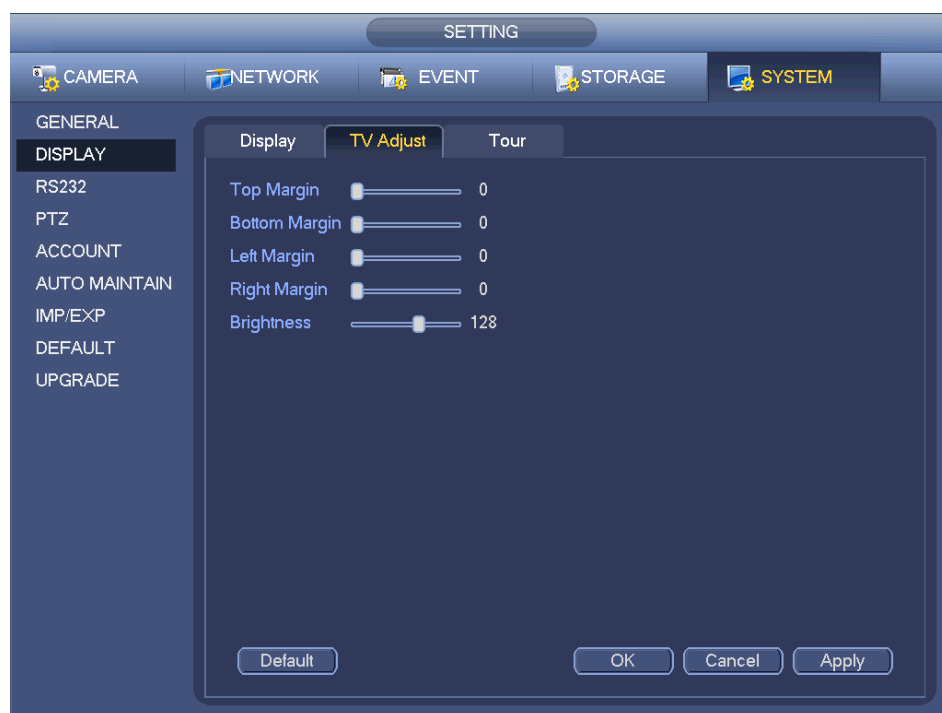 SETTING
CAMERA NETWORK EVENT STORAGE SYSTEM
GENERAL
DISPLAY
RS232
PTZ
ACCOUNT
AUTO MAINTAIN
IMP/EXP
DEFAULT
UPGRADE
Display TV Adjust Tour
Top Margin 0
Bottom Margin 0
Left Margin 0
Right Margin 0
Brightness 128
Default OK Cancel Apply